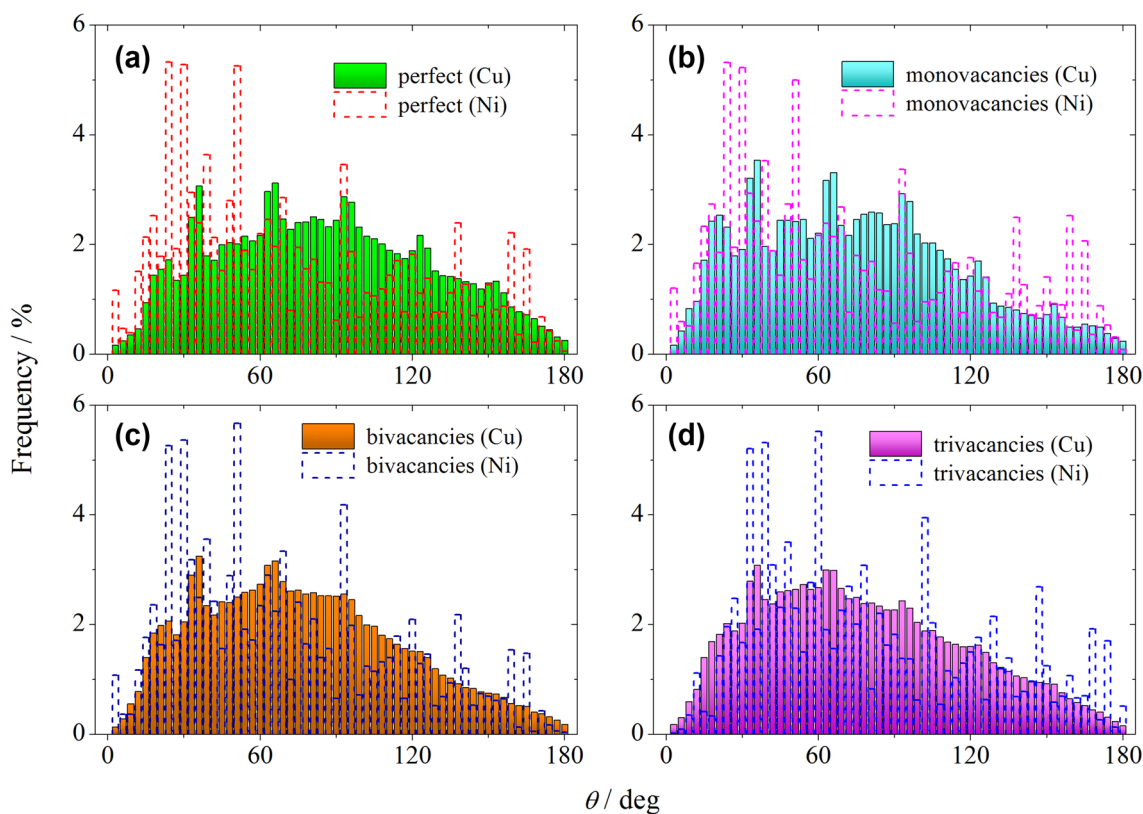 (a)
perfect (Cu)
perfect (Ni)
6
4
2
0
0
60
120
180
(b)
monovacancies (Cu)
monovacancies (Ni)
6
4
2
0
0
60
120
180
(c)
bivacancies (Cu)
bivacancies (Ni)
6
4
2
0
0
60
120
180
(d)
trivacancies (Cu)
trivacancies (Ni)
6
4
2
0
0
60
120
180
Frequency / %
θ / deg